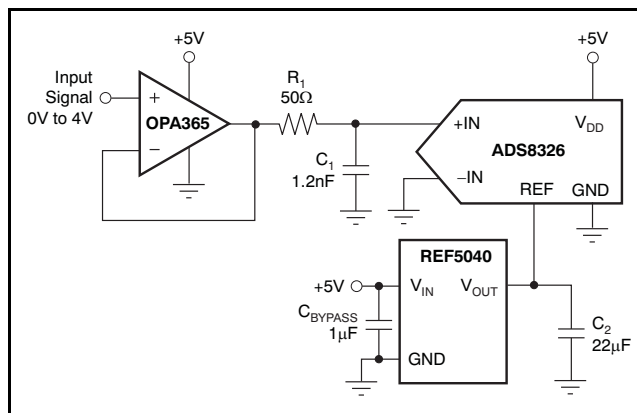 +5V
Input
Signal
0V to 4V
+
−
OPA365
R1
50Ω
C1
1.2nF
+5V
+IN
−IN
VDD
ADS8326
REF
GND
REF5040
+5V
VIN
VOUT
CBYPASS
1μF
GND
C2
22μF